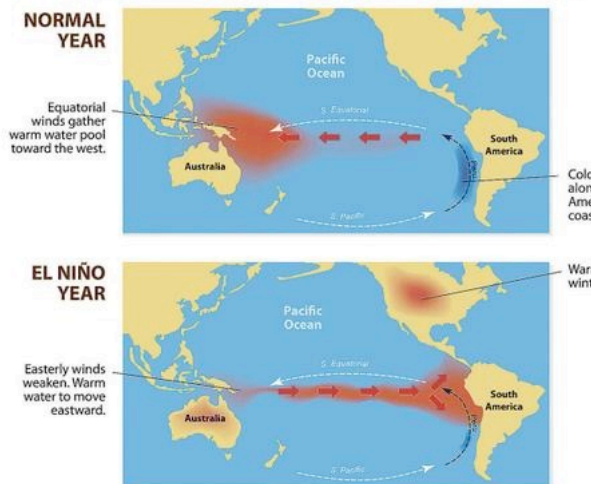 NORMAL
YEAR
Pacific
Ocean
Equatorial
winds gather
warm water pool
toward the west.
S. Equatorial
South
America
Australia
S. Pacific
EL NIÑO
YEAR
Pacific
Ocean
Easterly winds
weaken. Warm
water to move
eastward.
S. Equatorial
South
America
Australia
S. Pacific